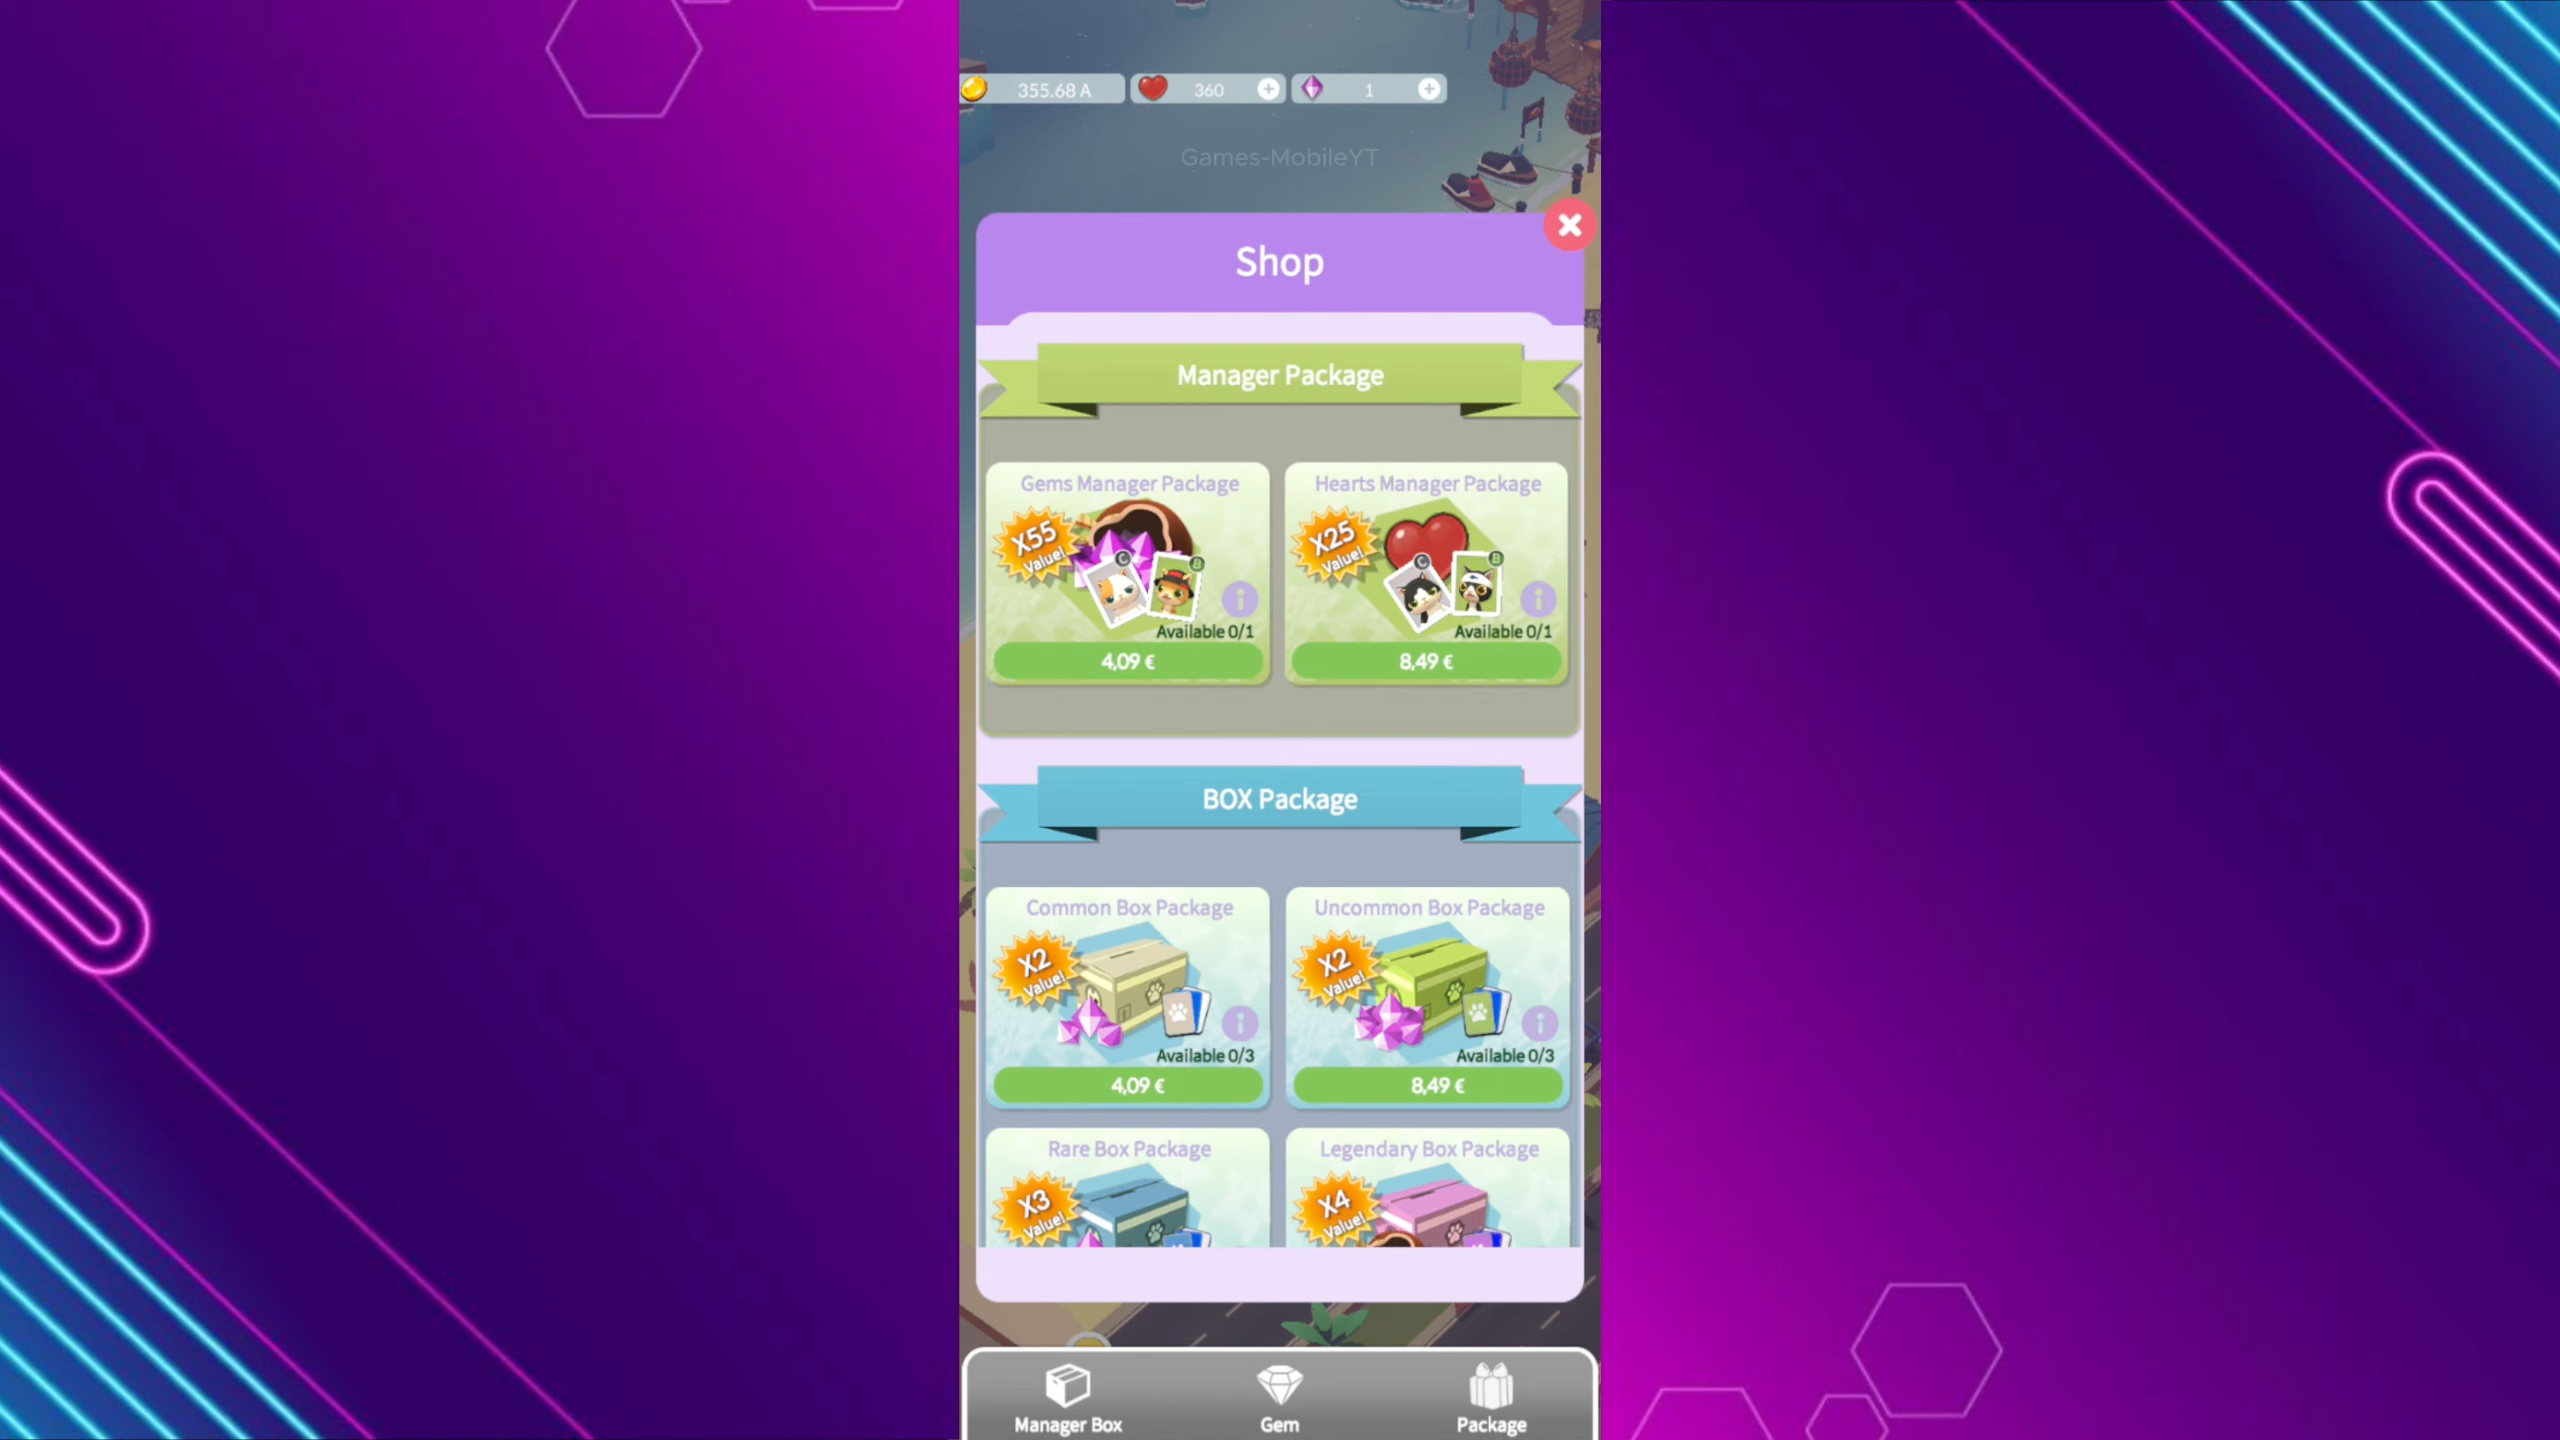 355.68 A 360 1
Games-MobileYT
Shop
Manager Package
Gems Manager Package
X55 Value!
C B
Available 0/1
4,09 €
Hearts Manager Package
X25 Value!
C B
Available 0/1
8,49 €
BOX Package
Common Box Package
X2 Value!
Available 0/3
4,09 €
Uncommon Box Package
X2 Value!
Available 0/3
8,49 €
Rare Box Package
X3 Value!
Legendary Box Package
X4 Value!
Manager Box
Gem
Package